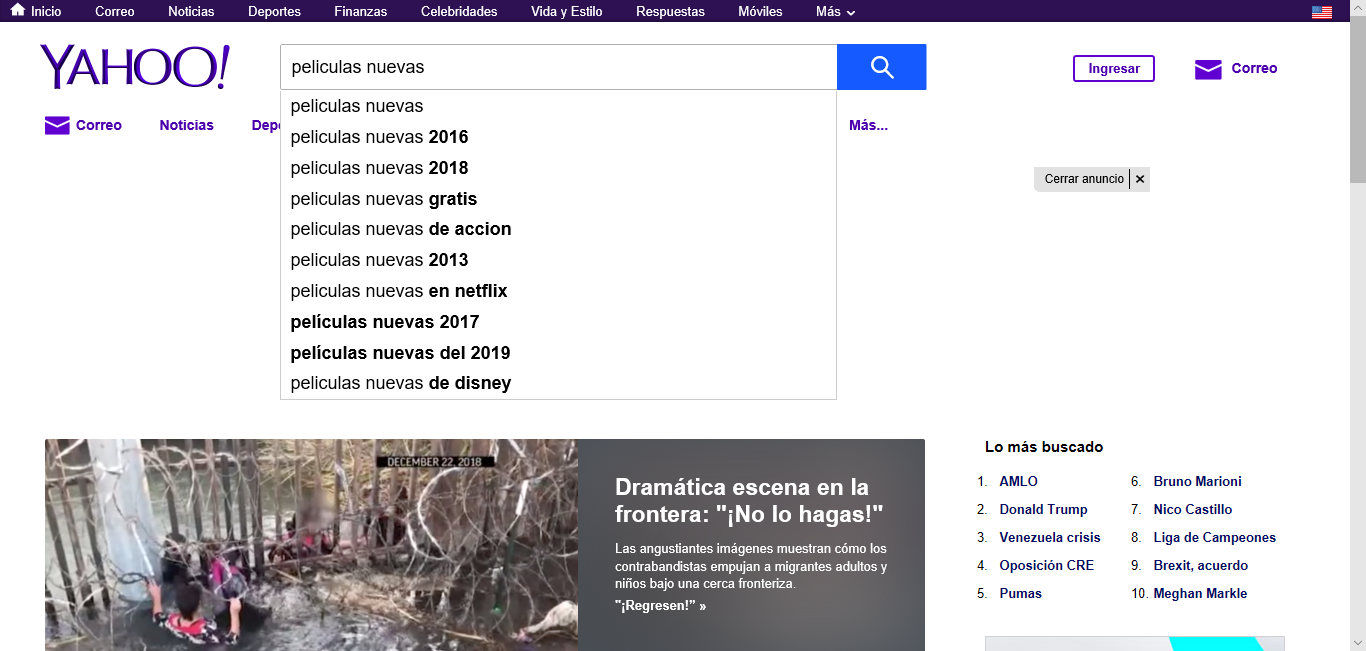 Inicio Correo Noticias Deportes Finanzas Celebridades Vida y Estilo Respuestas Móviles Más
YAHOO!
peliculas nuevas
Ingresar
Correo
Correo Noticias Depo Más...
peliculas nuevas
peliculas nuevas 2016
peliculas nuevas 2018
peliculas nuevas gratis
peliculas nuevas de accion
peliculas nuevas 2013
peliculas nuevas en netflix
películas nuevas 2017
películas nuevas del 2019
peliculas nuevas de disney
Cerrar anuncio
DECEMBER 22, 2018
Dramática escena en la
frontera: "¡No lo hagas!"
Las angustiantes imágenes muestran cómo los
contrabandistas empujan a migrantes adultos y
niños bajo una cerca fronteriza.
"¡Regresen!” »
Lo más buscado
1. AMLO
2. Donald Trump
3. Venezuela crisis
4. Oposición CRE
5. Pumas
6. Bruno Marioni
7. Nico Castillo
8. Liga de Campeones
9. Brexit, acuerdo
10. Meghan Markle